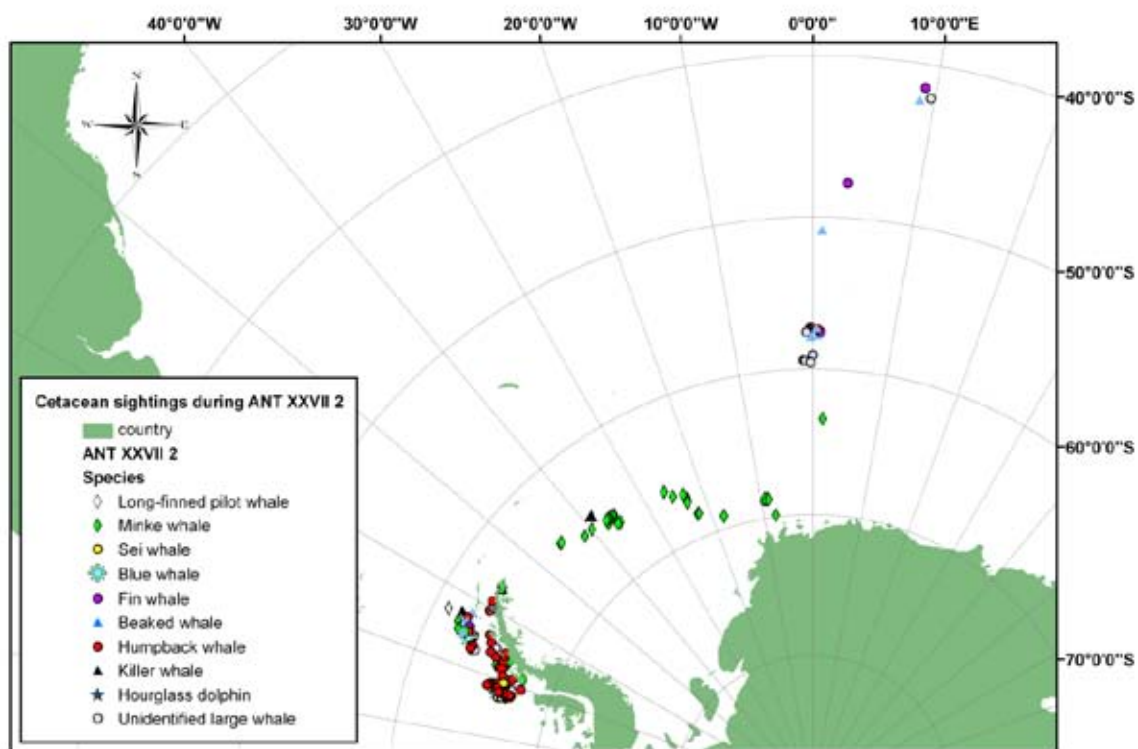 40°0'0"W
30°0'0"W
20°0'0"W
10°0'0"W
0°0'0"
10°0'0"E
N
W E
S
40°0'0"S
50°0'0"S
60°0'0"S
70°0'0"S
Cetacean sightings during ANT XXVII 2
country
ANT XXVII 2
Species
Long-finned pilot whale
Minke whale
Sei whale
Blue whale
Fin whale
Beaked whale
Humpback whale
Killer whale
Hourglass dolphin
Unidentified large whale